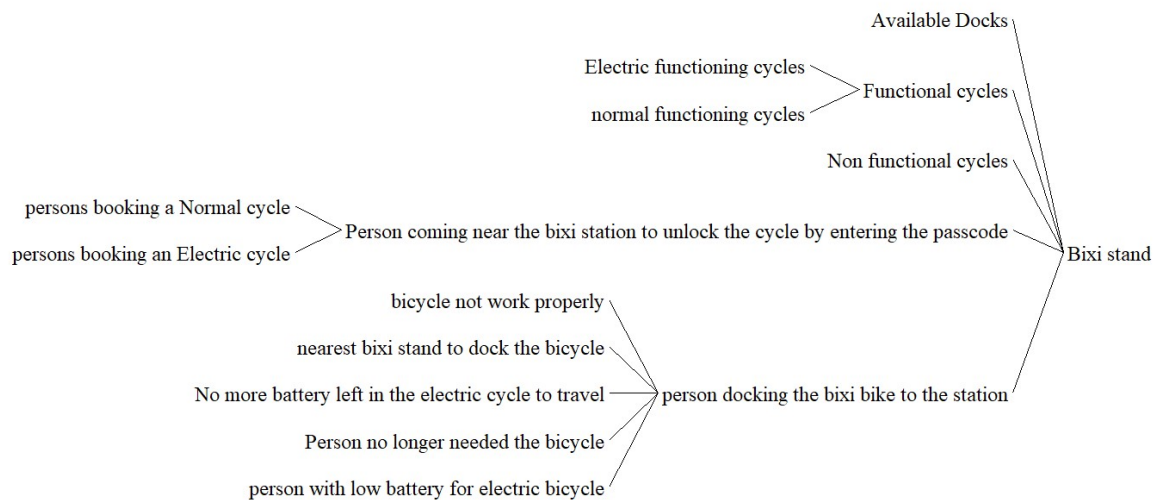 Available Docks
Electric functioning cycles
Functional cycles
normal functioning cycles
Non functional cycles
persons booking a Normal cycle
Person coming near the bixi station to unlock the cycle by entering the passcode
persons booking an Electric cycle
Bixi stand
bicycle not work properly
nearest bixi stand to dock the bicycle
No more battery left in the electric cycle to travel
person docking the bixi bike to the station
Person no longer needed the bicycle
person with low battery for electric bicycle